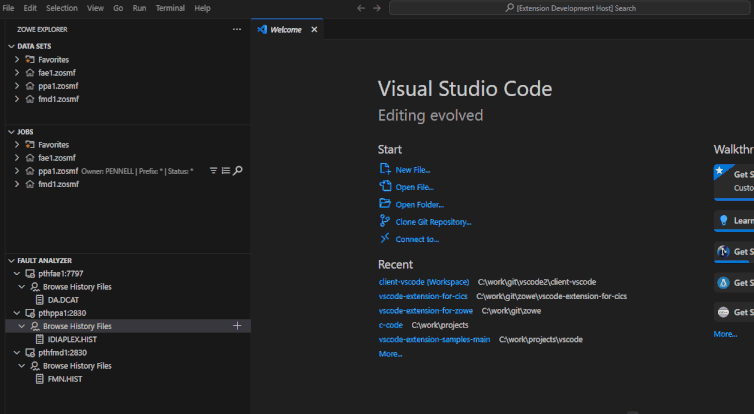 File Edit Selection View Go Run Terminal Help
[Extension Development Host] Search
ZOWE EXPLORER
Welcome
DATA SETS
Favorites
fae1.zosmf
ppa1.zosmf
fmd1.zosmf
JOBS
Favorites
fae1.zosmf
ppa1.zosmf Owner: PENNELL | Prefix: * | Status: *
fmd1.zosmf
FAULT ANALYZER
pthfae1:7797
Browse History Files
DA.DCAT
pthppa1:2830
Browse History Files
IDIAPLEX.HIST
pthfmd1:2830
Browse History Files
FMN.HIST
Visual Studio Code
Editing evolved
Start
New File...
Open File...
Open Folder...
Clone Git Repository...
Connect to...
Recent
client-vscode (Workspace) C:\work\git\vscode2\client-vscode
vscode-extension-for-cics C:\work\git\zowe\vscode-extension-for-cics
vscode-extension-for-zowe C:\work\git\zowe
c-code C:\work\projects
vscode-extension-samples-main C:\work\projects\vscode
More...
Walkthr
Get S
Custo
Learn
Get S
Get S
Get S
More...